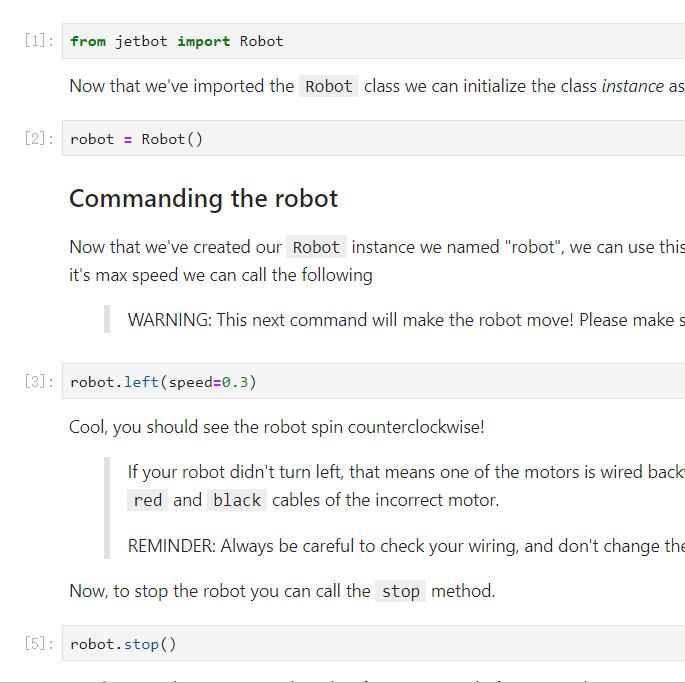 [1]: from jetbot import Robot
Now that we've imported the Robot class we can initialize the class instance as
[2]: robot = Robot()
Commanding the robot
Now that we've created our Robot instance we named "robot", we can use this
it's max speed we can call the following
WARNING: This next command will make the robot move! Please make s
[3]: robot.left(speed=0.3)
Cool, you should see the robot spin counterclockwise!
If your robot didn't turn left, that means one of the motors is wired back
red and black cables of the incorrect motor.
REMINDER: Always be careful to check your wiring, and don't change the
Now, to stop the robot you can call the stop method.
[5]: robot.stop()